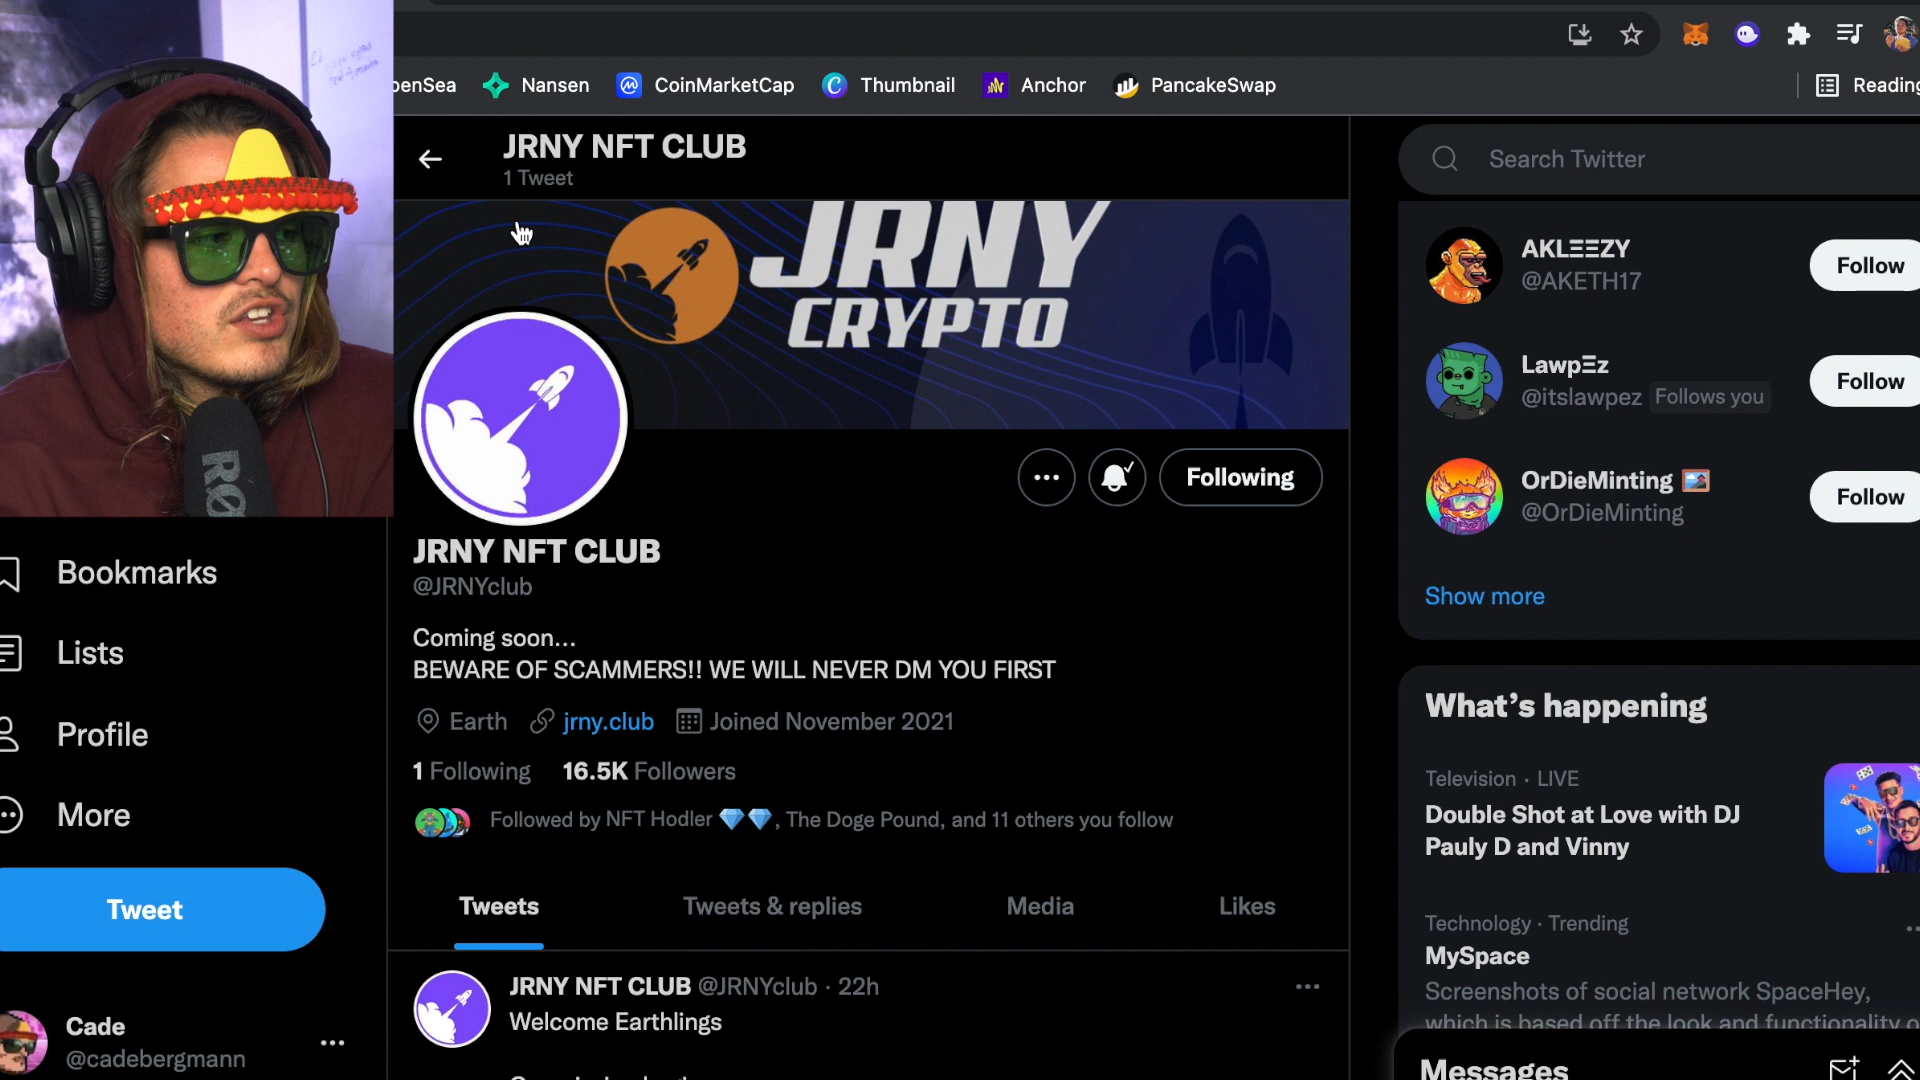 penSea
Nansen
CoinMarketCap
Thumbnail
Anchor
PancakeSwap
Reading
JRNY NFT CLUB
1 Tweet
Search Twitter
JRNY
CRYPTO
AKLΞΞZY
@AKETH17
Follow
LawpΞz
@itslawpez Follows you
Follow
OrDieMinting
@OrDieMinting
Follow
Show more
RØ
Following
JRNY NFT CLUB
@JRNYclub
Coming soon...
BEWARE OF SCAMMERS!! WE WILL NEVER DM YOU FIRST
Earth jrny.club Joined November 2021
1 Following 16.5K Followers
Followed by NFT Hodler 💎💎, The Doge Pound, and 11 others you follow
Tweets
Tweets & replies
Media
Likes
JRNY NFT CLUB @JRNYclub · 22h
Welcome Earthlings
Bookmarks
Lists
Profile
More
Tweet
Cade
@cadebergmann
What's happening
Television · LIVE
Double Shot at Love with DJ
Pauly D and Vinny
Technology · Trending
MySpace
Screenshots of social network SpaceHey,
which is based off the look and functionality o
Messages